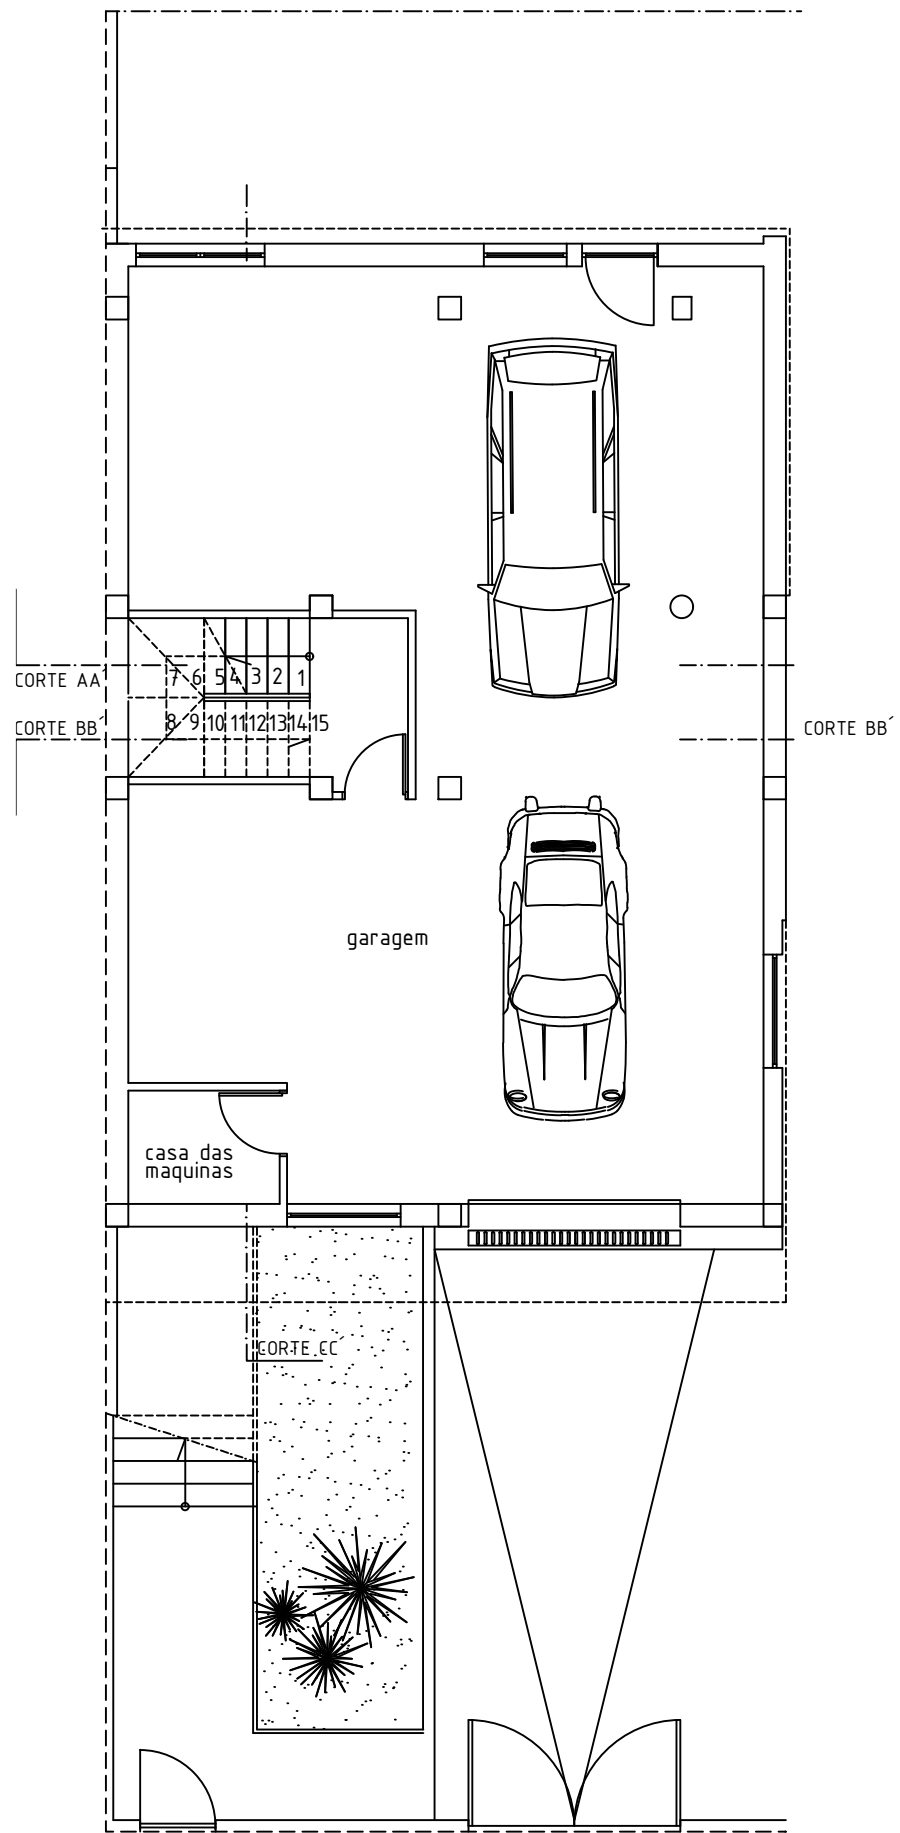 7 6 5 4 3 2 1
CORTE AA´
8 9 10 11 12 13 14 15
CORTE BB´
CORTE BB´
garagem
casa das
maquinas
CORTE CC´